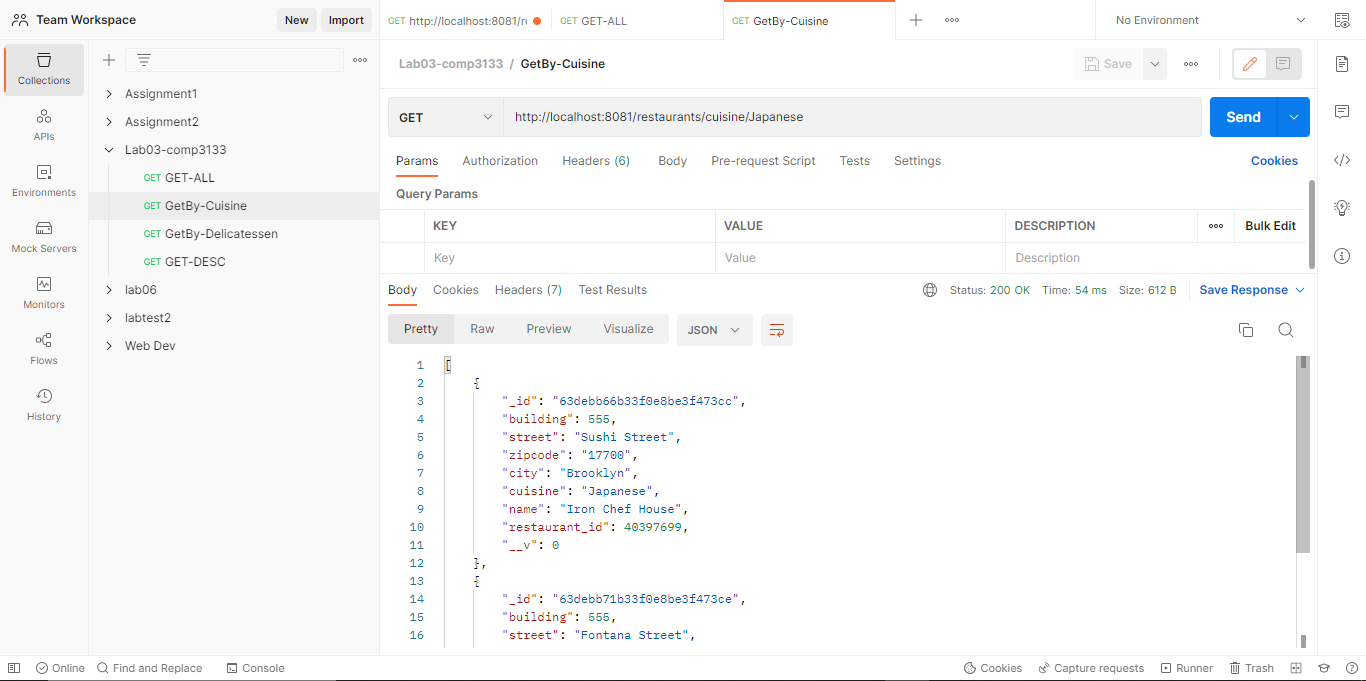 Team Workspace
New
Import
GET http://localhost:8081/re
GET GET-ALL
GET GetBy-Cuisine
No Environment
Collections
APIs
Environments
Mock Servers
Monitors
Flows
History
Assignment1
Assignment2
Lab03-comp3133
GET GET-ALL
GET GetBy-Cuisine
GET GetBy-Delicatessen
GET GET-DESC
lab06
labtest2
Web Dev
Lab03-comp3133 / GetBy-Cuisine
Save
GET
http://localhost:8081/restaurants/cuisine/Japanese
Send
Params
Authorization
Headers (6)
Body
Pre-request Script
Tests
Settings
Cookies
Query Params
KEY
VALUE
DESCRIPTION
Bulk Edit
Key
Value
Description
Body
Cookies
Headers (7)
Test Results
Status: 200 OK
Time: 54 ms
Size: 612 B
Save Response
Pretty
Raw
Preview
Visualize
JSON
1 [
2 {
3 "_id": "63debb66b33f0e8be3f473cc",
4 "building": 555,
5 "street": "Sushi Street",
6 "zipcode": "17700",
7 "city": "Brooklyn",
8 "cuisine": "Japanese",
9 "name": "Iron Chef House",
10 "restaurant_id": 40397699,
11 "__v": 0
12 },
13 {
14 "_id": "63debb71b33f0e8be3f473ce",
15 "building": 555,
16 "street": "Fontana Street",
Online
Find and Replace
Console
Cookies
Capture requests
Runner
Trash